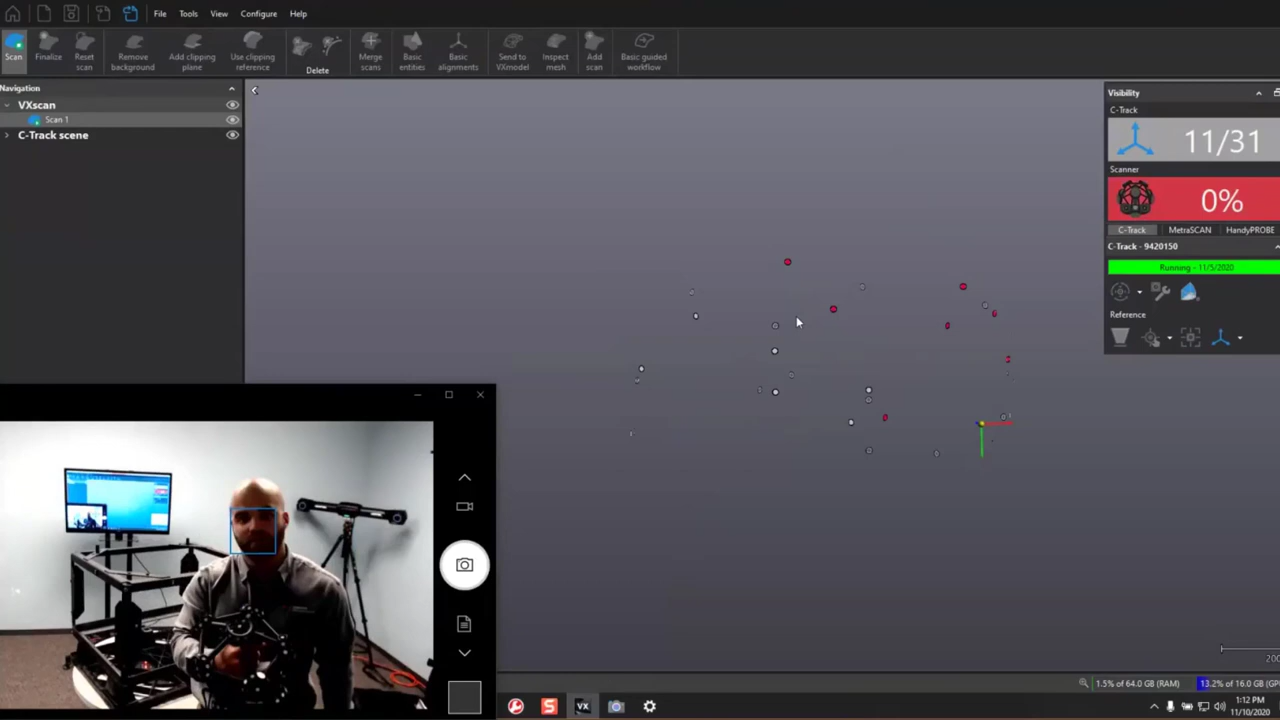 File Tools View Configure Help
Scan
Finalize
Reset
scan
Remove
background
Add clipping
plane
Use clipping
reference
Delete
Merge
scans
Basic
entities
Basic
alignments
Send to
VXmodel
Inspect
mesh
Add
scan
Basic guided
workflow
Navigation
VXscan
Scan 1
C-Track scene
Visibility
C-Track
11/31
Scanner
0%
C-Track MetraSCAN HandyPROBE
C-Track - 9420150
Running - 11/5/2020
Reference
200
1.5% of 64.0 GB (RAM) 13.2% of 16.0 GB (GP
VX
1:12 PM
11/10/2020